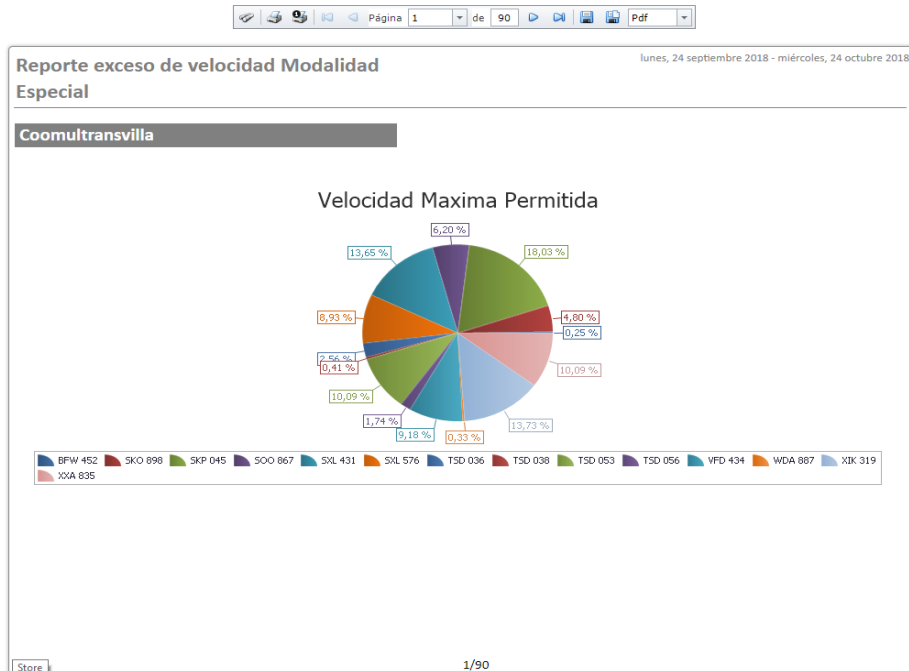 Página 1 de 90 Pdf
Reporte exceso de velocidad Modalidad
Especial
lunes, 24 septiembre 2018 - miércoles, 24 octubre 2018
Coomultransvilla
Velocidad Maxima Permitida
6,20 %
13,65 %
18,03 %
8,93 %
4,80 %
0,25 %
2,56 %
0,41 %
10,09 %
10,09 %
1,74 %
9,18 %
0,33 %
13,73 %
BFW 452 SKO 898 SKP 045 SOO 867 SXL 431 SXL 576 TSD 036 TSD 038 TSD 053 TSD 056 VFD 434 WDA 887 XIK 319
XXA 835
Store
1/90